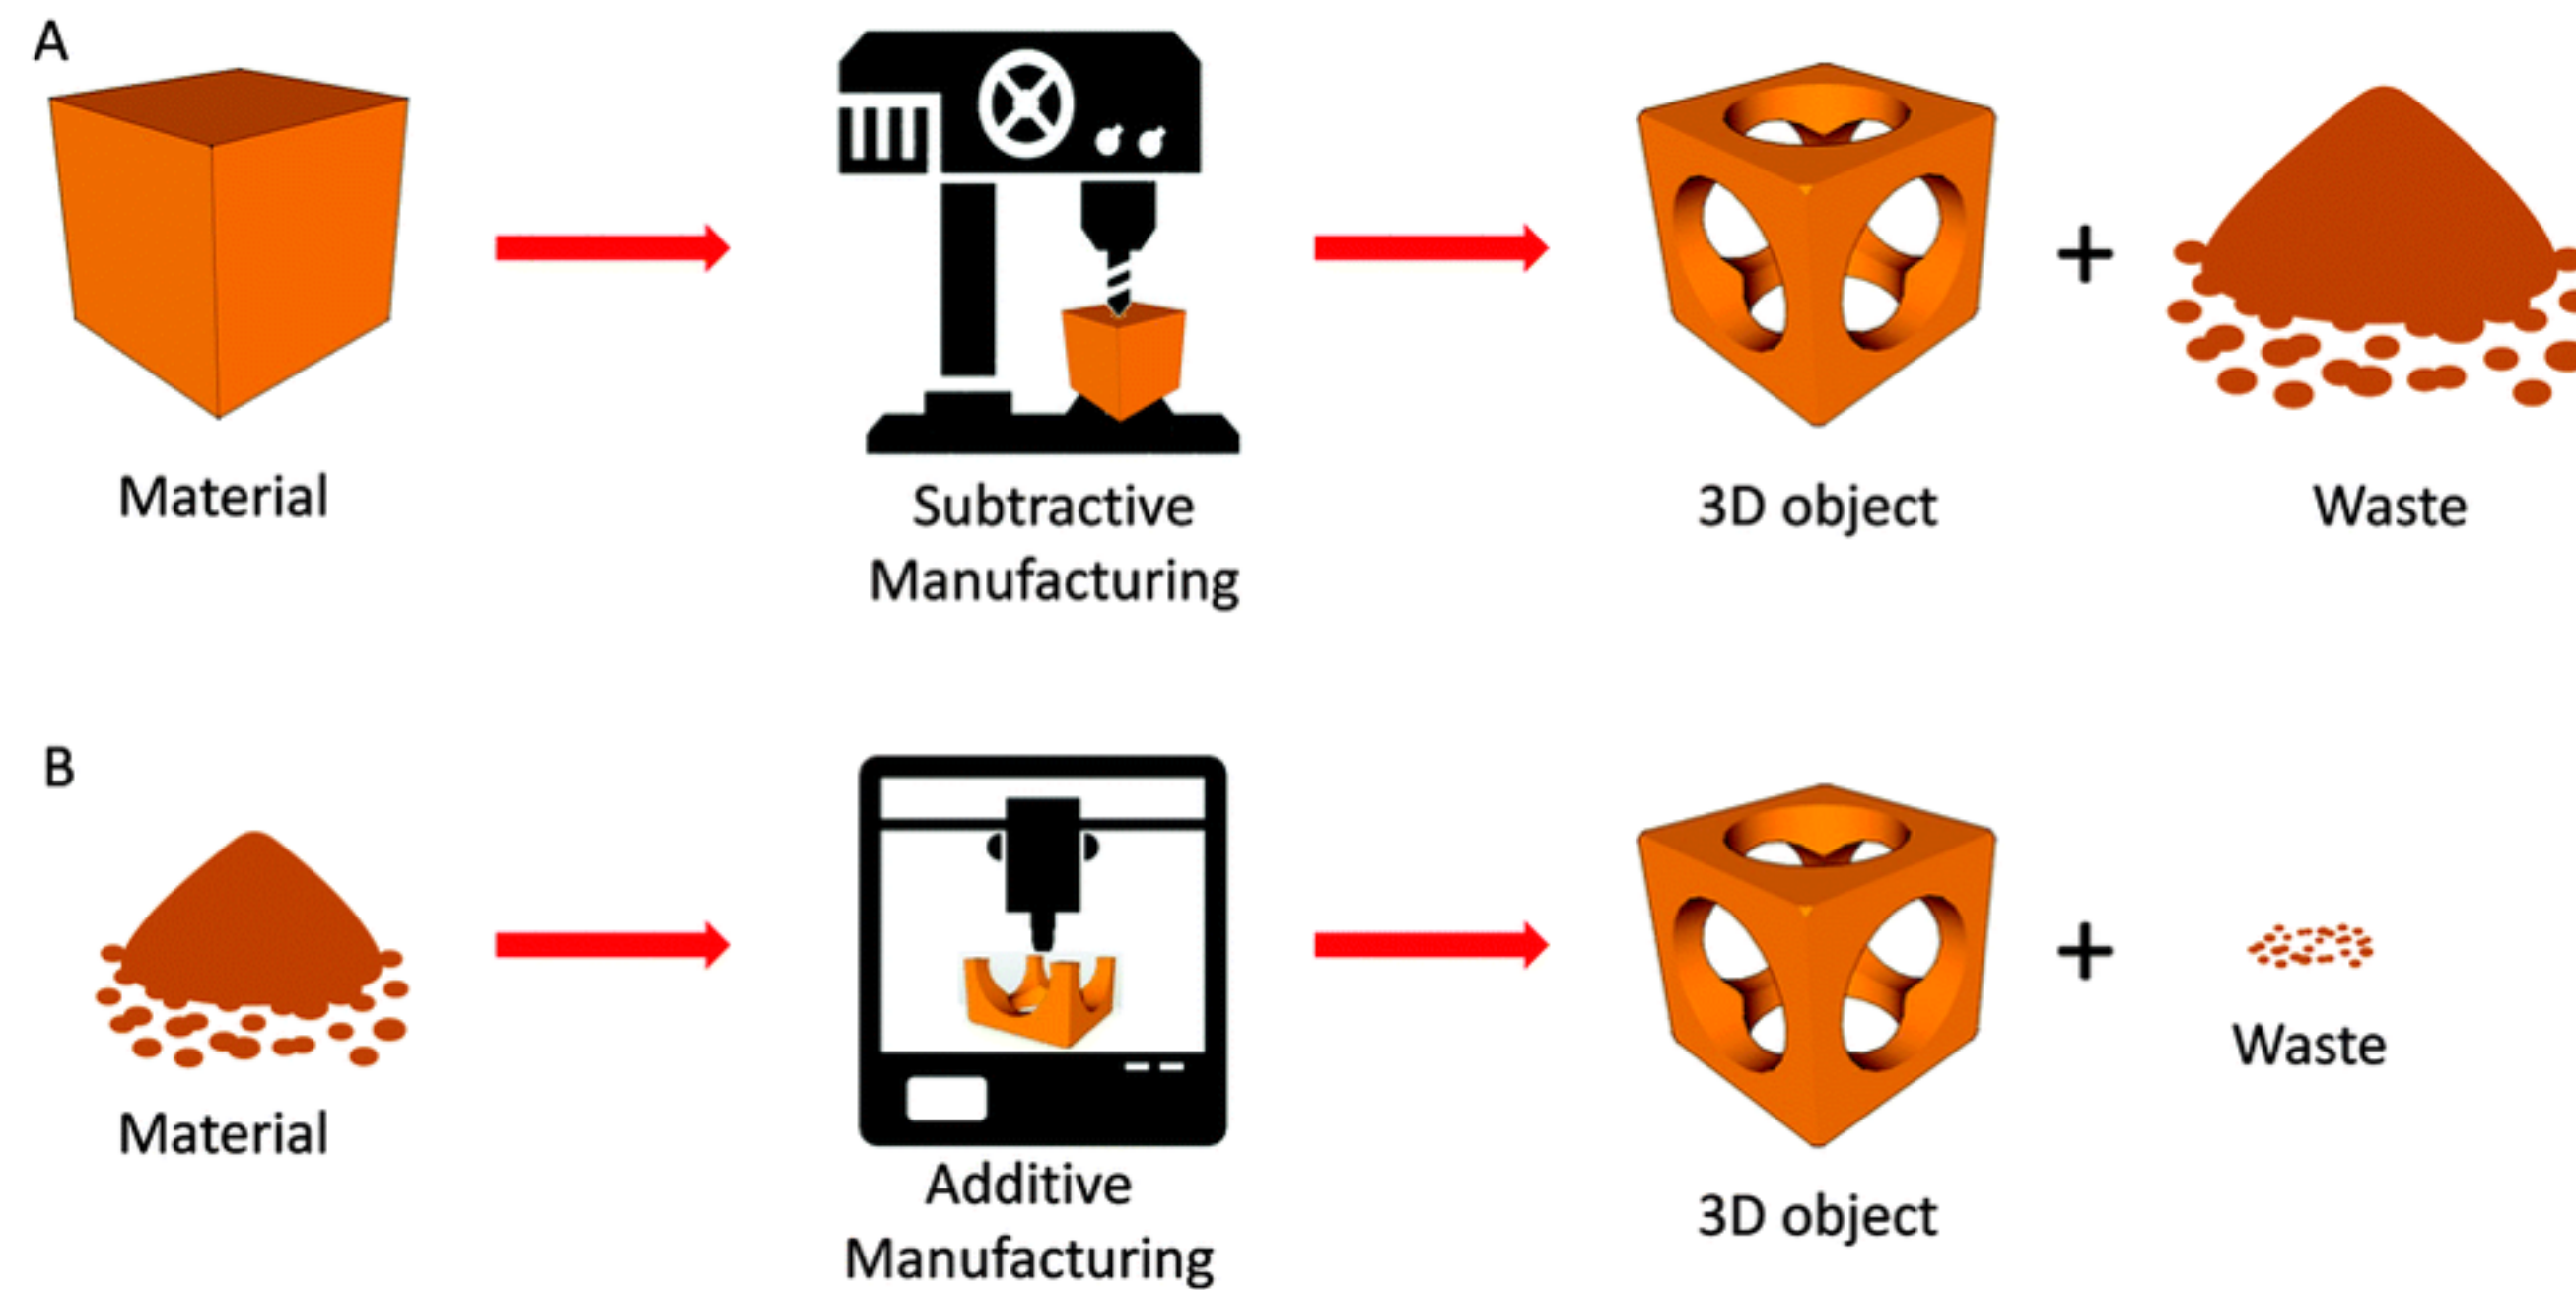 A
Material
Subtractive
Manufacturing
3D object
+
Waste
B
Material
Additive
Manufacturing
3D object
+
Waste